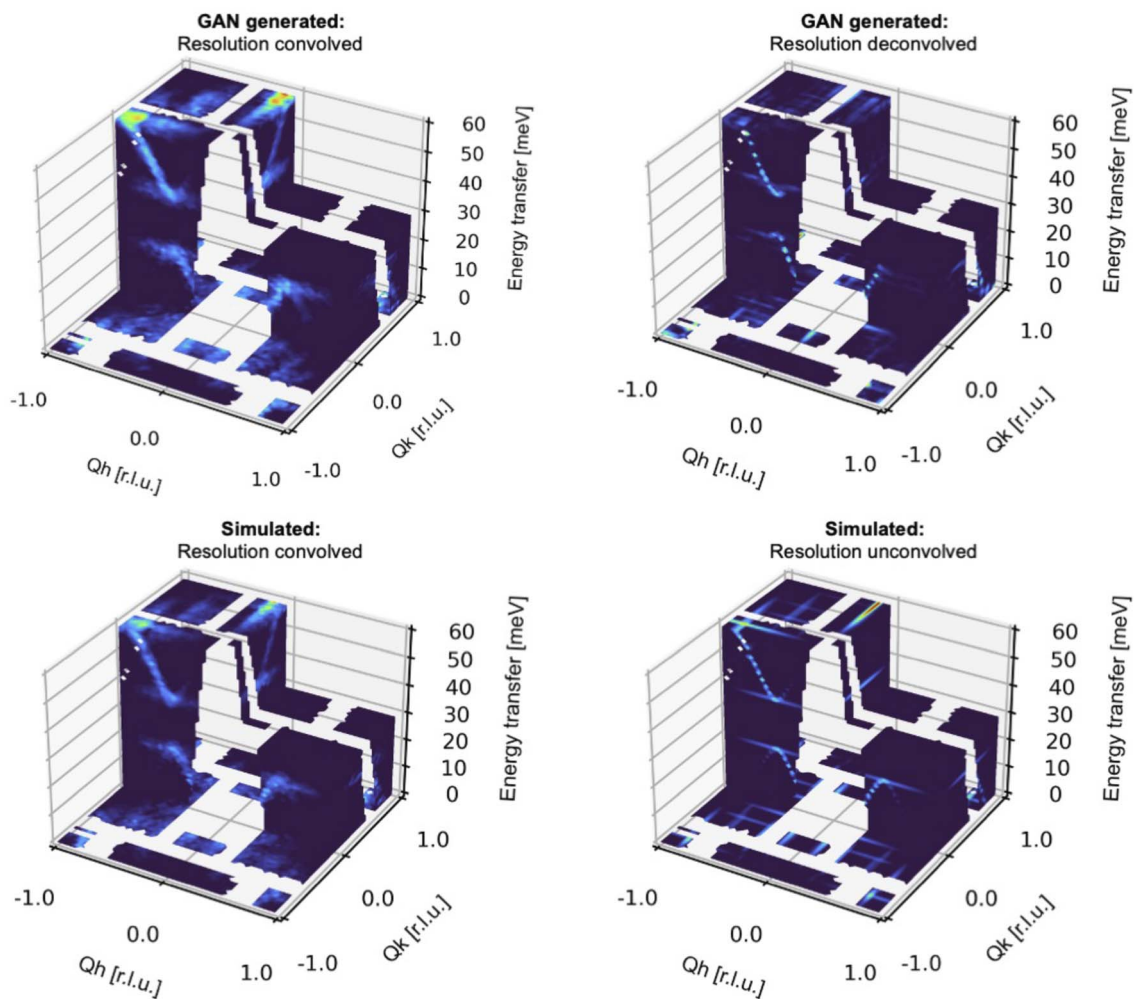 GAN generated:
Resolution convolved
60
50
40
30
20
10
0
Energy transfer [meV]
1.0
0.0
-1.0
Qk [r.l.u.]
-1.0
0.0
1.0
Qh [r.l.u.]
GAN generated:
Resolution deconvolved
60
50
40
30
20
10
0
Energy transfer [meV]
1.0
0.0
-1.0
Qk [r.l.u.]
-1.0
0.0
1.0
Qh [r.l.u.]
Simulated:
Resolution convolved
60
50
40
30
20
10
0
Energy transfer [meV]
1.0
0.0
-1.0
Qk [r.l.u.]
-1.0
0.0
1.0
Qh [r.l.u.]
Simulated:
Resolution unconvolved
60
50
40
30
20
10
0
Energy transfer [meV]
1.0
0.0
-1.0
Qk [r.l.u.]
-1.0
0.0
1.0
Qh [r.l.u.]